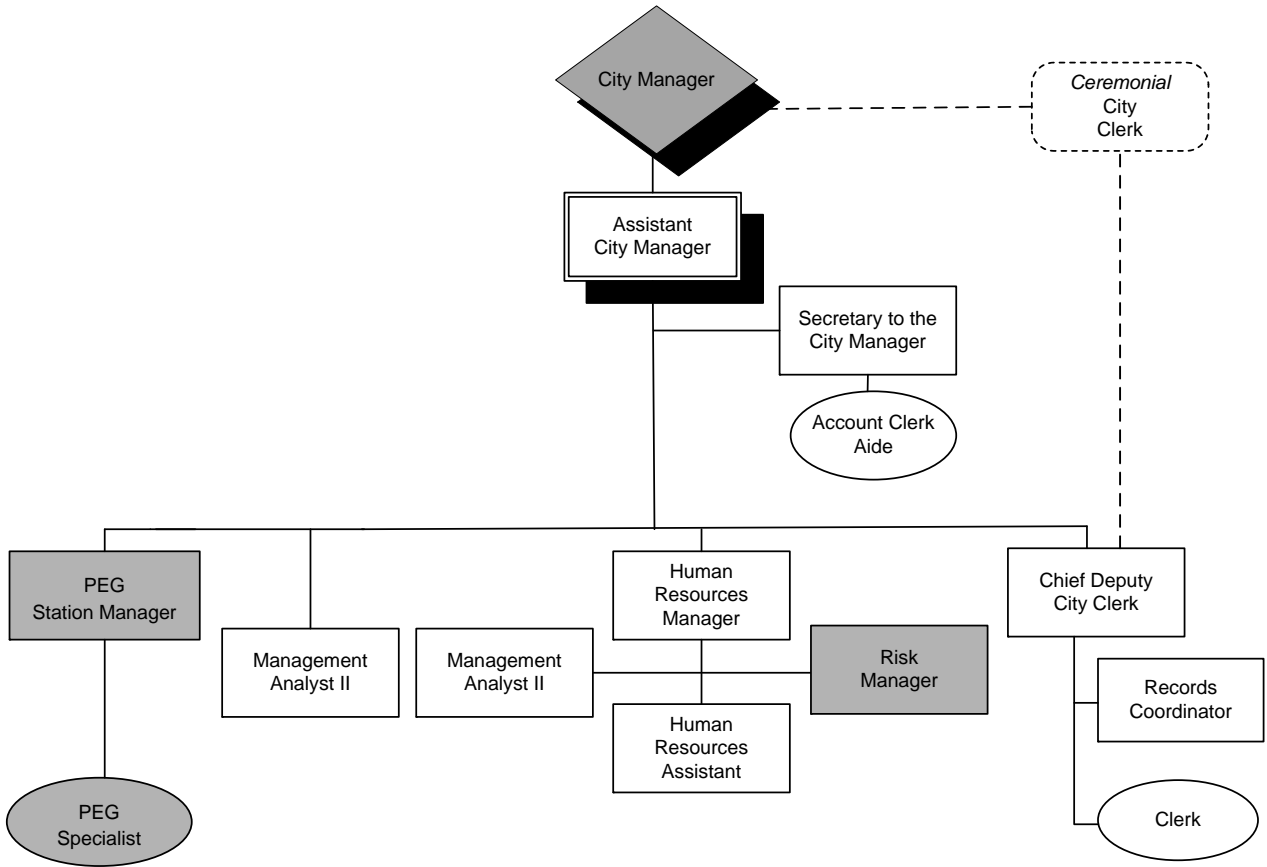 City Manager
Ceremonial
City
Clerk
Assistant
City Manager
Secretary to the
City Manager
Account Clerk
Aide
PEG
Station Manager
Human
Resources
Manager
Chief Deputy
City Clerk
Management
Analyst II
Management
Analyst II
Risk
Manager
Records
Coordinator
Human
Resources
Assistant
PEG
Specialist
Clerk